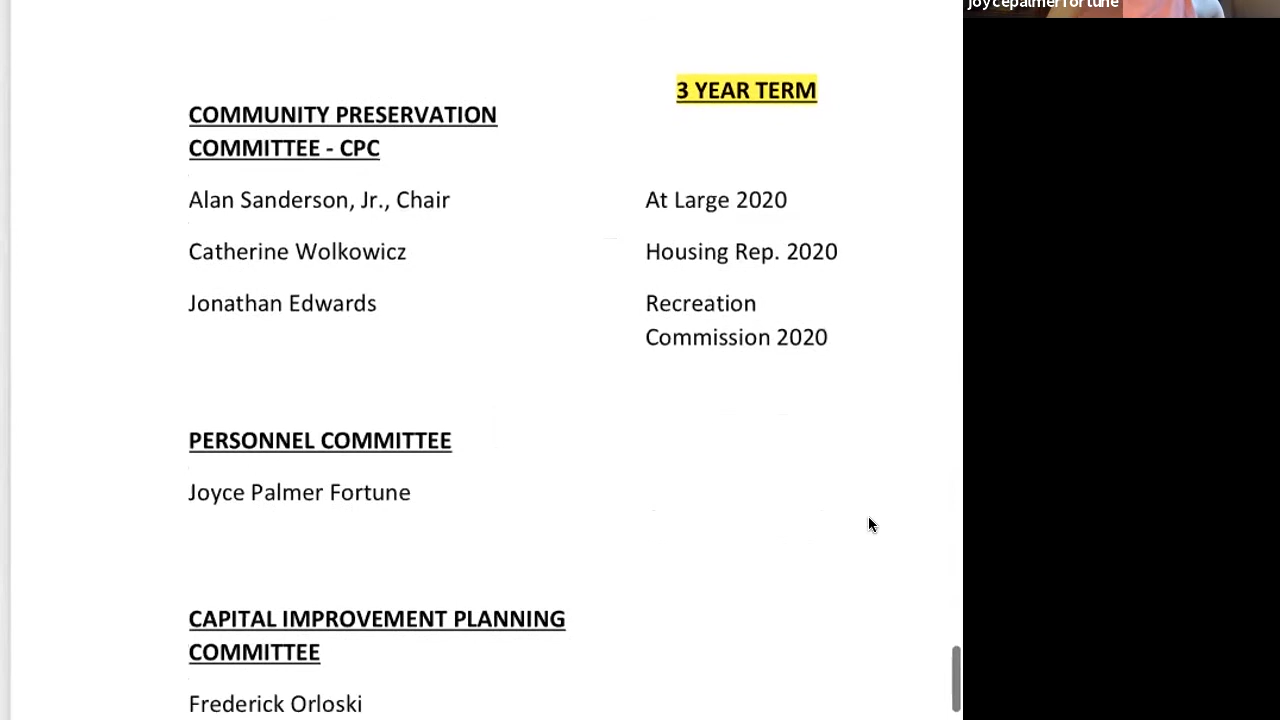 joycepalmerfortune
3 YEAR TERM
COMMUNITY PRESERVATION
COMMITTEE - CPC
Alan Sanderson, Jr., Chair At Large 2020
Catherine Wolkowicz Housing Rep. 2020
Jonathan Edwards Recreation
Commission 2020
PERSONNEL COMMITTEE
Joyce Palmer Fortune
CAPITAL IMPROVEMENT PLANNING
COMMITTEE
Frederick Orloski